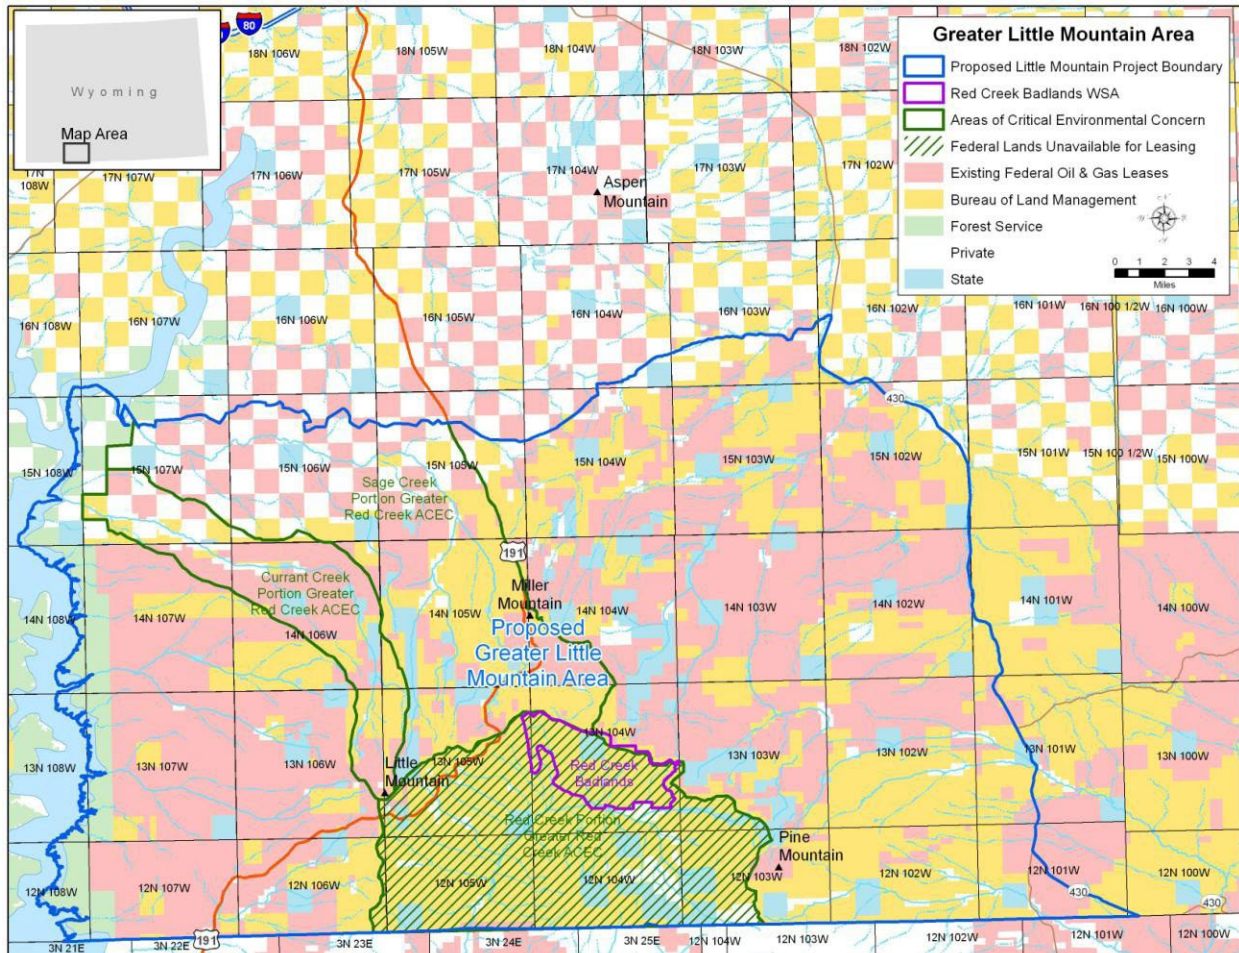 80
18N 106W
18N 105W
18N 104W
18N 103W
18N 102W
Greater Little Mountain Area
Proposed Little Mountain Project Boundary
Red Creek Badlands WSA
Areas of Critical Environmental Concern
Federal Lands Unavailable for Leasing
Existing Federal Oil & Gas Leases
Bureau of Land Management
Forest Service
Private
State
0 1 2 3 4
Miles
Wyoming
Map Area
17N
108W
17N 107W
17N 106W
17N 105W
17N 104W
17N 103W
17N 102W
Aspen
Mountain
16N 108W
16N 107W
16N 106W
16N 105W
16N 104W
16N 103W
16N 102W
16N 101W
16N 100 1/2W
16N 100W
430
15N 108W
15N 107W
15N 106W
15N 105W
15N 104W
15N 103W
15N 102W
15N 101W
15N 100 1/2W
15N 100W
Sage Creek
Portion Greater
Red Creek ACEC
191
Currant Creek
Portion Greater
Red Creek ACEC
Miller
Mountain
14N 108W
14N 107W
14N 106W
14N 105W
14N 104W
14N 103W
14N 102W
14N 101W
14N 100W
Proposed
Greater Little
Mountain Area
13N 108W
13N 107W
13N 106W
13N 105W
13N 104W
13N 103W
13N 102W
13N 101W
13N 100W
Little
Mountain
Red Creek
Badlands
Red Creek Portion
Greater Red
Creek ACEC
Pine
Mountain
12N 108W
12N 107W
12N 106W
12N 105W
12N 104W
12N 103W
12N 102W
12N 101W
12N 100W
430
430
191
3N 21E
3N 22E
3N 23E
3N 24E
3N 25E
12N 104W
12N 103W
12N 102W
12N 101W
12N 100W